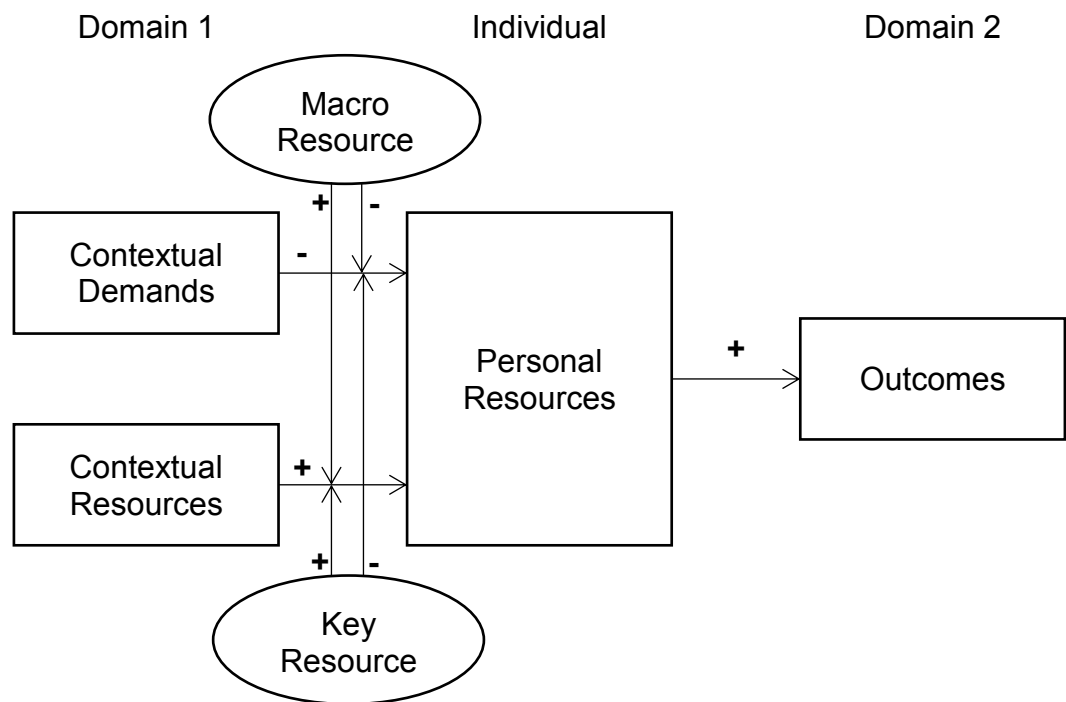 Domain 1
Individual
Domain 2
Macro
Resource
+
-
Contextual
Demands
-
Personal
Resources
+
Outcomes
Contextual
Resources
+
+
-
Key
Resource